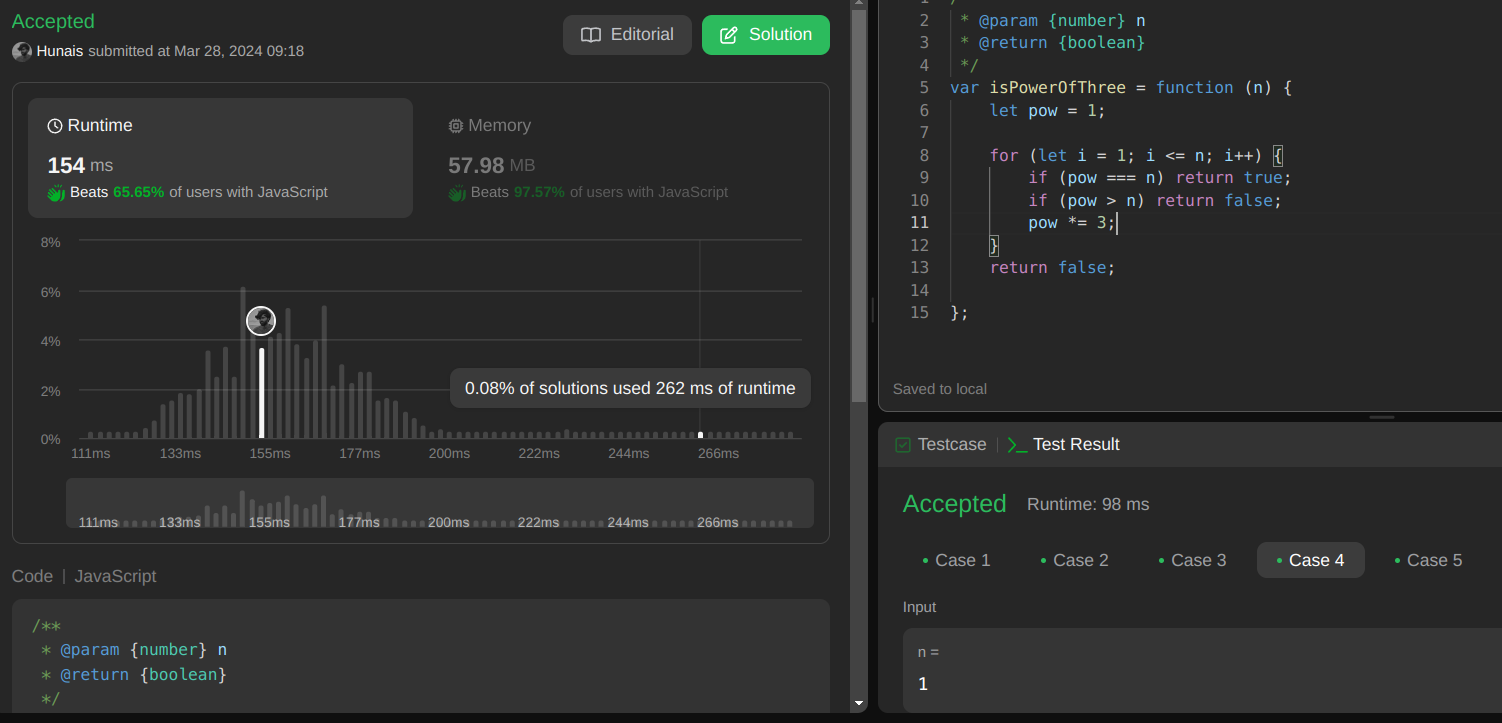 Accepted
Hunais submitted at Mar 28, 2024 09:18
Editorial
Solution
Runtime
154 ms
Beats 65.65% of users with JavaScript
Memory
57.98 MB
Beats 97.57% of users with JavaScript
8%
6%
4%
2%
0%
0.08% of solutions used 262 ms of runtime
111ms 133ms 155ms 177ms 200ms 222ms 244ms 266ms
111ms 133ms 155ms 177ms 200ms 222ms 244ms 266ms
Code | JavaScript
/**
* @param {number} n
* @return {boolean}
*/
2 * @param {number} n
3 * @return {boolean}
4 */
5 var isPowerOfThree = function (n) {
6 let pow = 1;
7
8 for (let i = 1; i <= n; i++) {
9 if (pow === n) return true;
10 if (pow > n) return false;
11 pow *= 3;
12 }
13 return false;
14
15 };
Saved to local
Testcase | >_ Test Result
Accepted Runtime: 98 ms
• Case 1 • Case 2 • Case 3 • Case 4 • Case 5
Input
n =
1